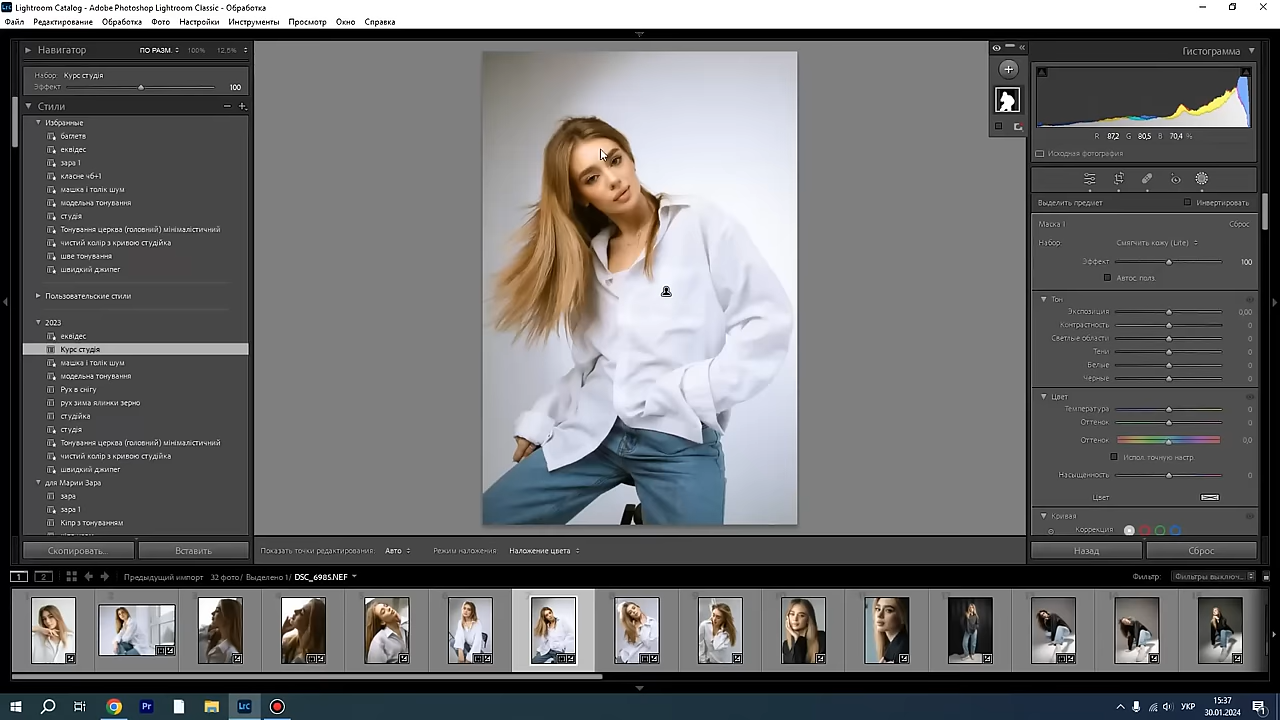 Lightroom Catalog - Adobe Photoshop Lightroom Classic - Обработка
Файл Редактирование Обработка Фото Настройки Инструменты Просмотр Окно Справка
Навигатор ПО РАЗМ. 100% 12,5%
Набор: Курс студія
Эффект 100
Стили
Избранные
баглетв
еквідес
зара 1
класне чб+1
машка і толік шум
модельна тонування
студія
Тонування церква (головний) мінімалістичний
чистий колір з кривою студійка
шве тонування
швидкий джипег
Пользовательские стили
2023
еквідес
Курс студія
машка і толік шум
модельна тонування
Рух в снігу
рух зима ялинки зерно
студійка
студія
Тонування церква (головний) мінімалістичний
чистий колір з кривою студійка
швидкий джипег
для Марии Зара
зара
зара 1
Кіпр з тонуванням
Скопировать... Вставить
Показать точки редактирования: Авто Режим наложения: Наложение цвета
Гистограмма
R 87,2 G 80,5 B 70,4 %
Исходная фотография
Выделить предмет Инвертировать
Маска 1 Сброс
Набор: Смягчить кожу (Lite)
Эффект 100
Автос. полз.
Тон
Экспозиция 0,00
Контрастность 0
Светлые области 0
Тени 0
Белые 0
Черные 0
Цвет
Температура 0
Оттенок 0
Оттенок 0,0
Испол. точную настр.
Насыщенность 0
Цвет
Кривая
Коррекция
Назад Сброс
1 2 Предыдущий импорт 32 фото/ Выделено 1/ DSC_6985.NEF Фильтр: Фильтры выключ...
Pr Lrc УКР 15:37
30.01.2024